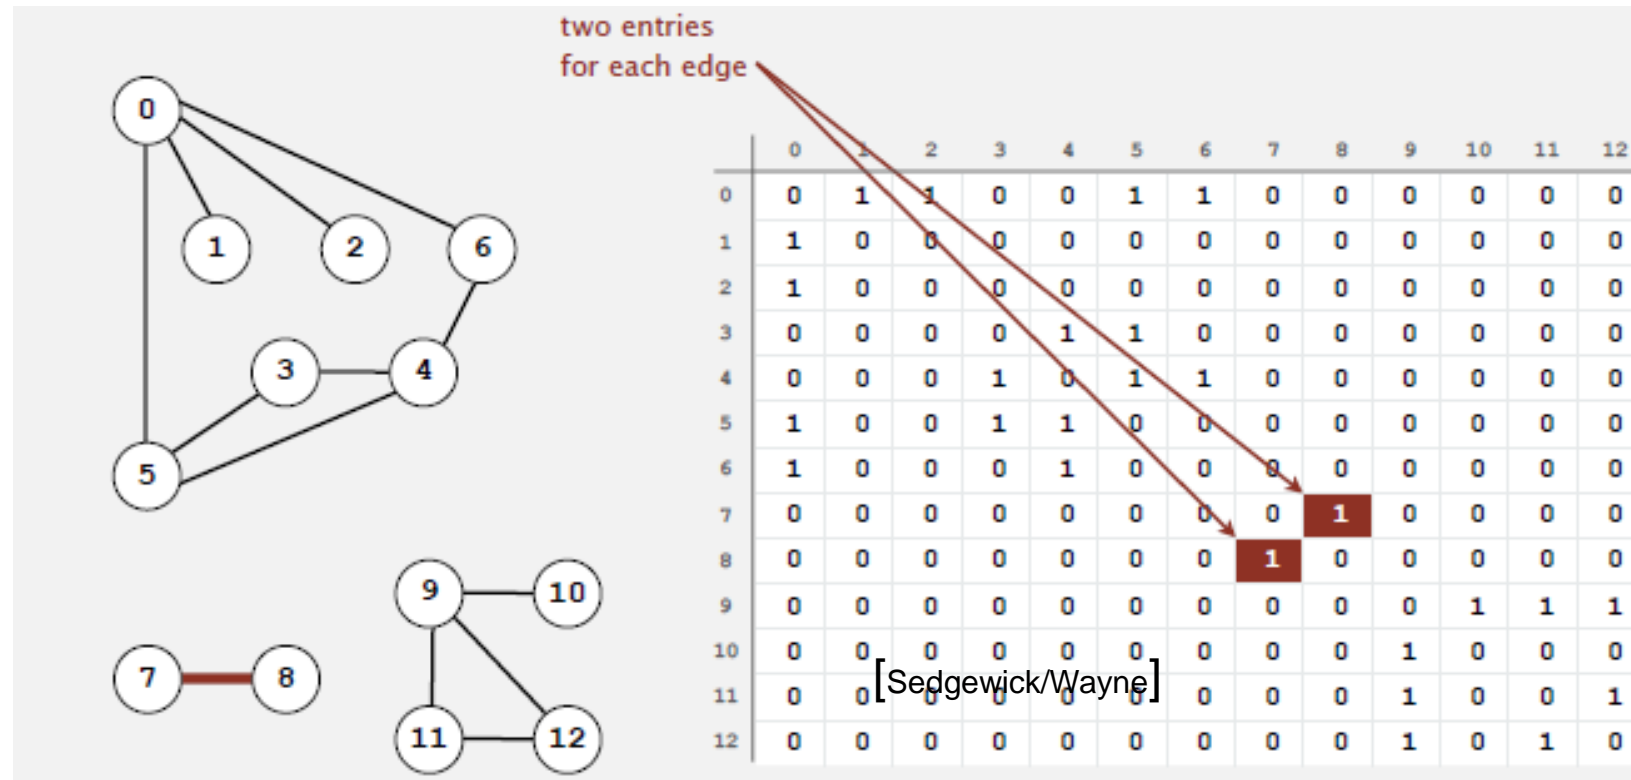 two entries
for each edge
0
1 2 6
3 4
5
9 10
7 8
11 12
0 1 2 3 4 5 6 7 8 9 10 11 12
0 0 1 1 0 0 1 1 0 0 0 0 0 0
1 1 0 0 0 0 0 0 0 0 0 0 0 0
2 1 0 0 0 0 0 0 0 0 0 0 0 0
3 0 0 0 0 1 1 0 0 0 0 0 0 0
4 0 0 0 1 0 1 1 0 0 0 0 0 0
5 1 0 0 1 1 0 0 0 0 0 0 0 0
6 1 0 0 0 1 0 0 0 0 0 0 0 0
7 0 0 0 0 0 0 0 0 1 0 0 0 0
8 0 0 0 0 0 0 0 1 0 0 0 0 0
9 0 0 0 0 0 0 0 0 0 0 1 1 1
10 0 0 0 0 0 0 0 0 0 1 0 0 0
[Sedgewick/Wayne]
11 0 0 0 0 0 0 0 0 0 1 0 0 1
12 0 0 0 0 0 0 0 0 0 1 0 1 0